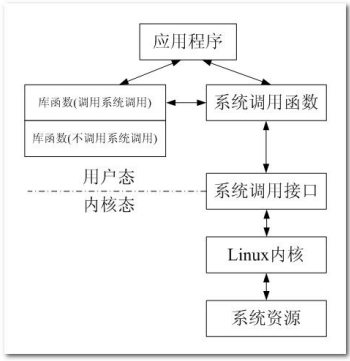 应用程序
库函数(调用系统调用)
系统调用函数
库函数(不调用系统调用)
用户态
内核态
系统调用接口
Linux内核
系统资源